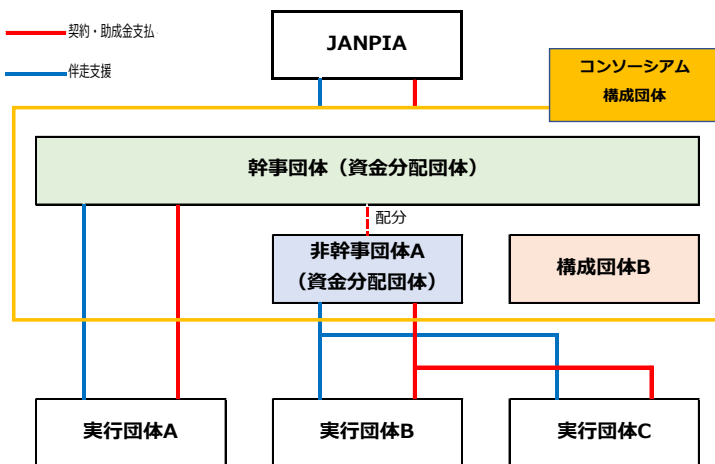 契約・助成金支払
伴走支援
JANPIA
コンソーシアム
構成団体
幹事団体（資金分配団体）
配分
非幹事団体A
（資金分配団体）
構成団体B
実行団体A
実行団体B
実行団体C